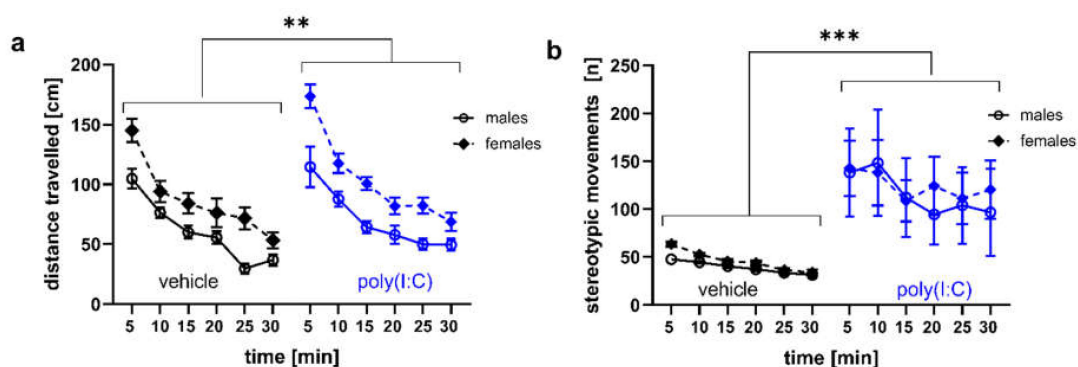 a
**
distance travelled [cm]
200
150
100
50
0
males
females
vehicle
poly(I:C)
5 10 15 20 25 30 5 10 15 20 25 30
time [min]
b
***
stereotypic movements [n]
250
200
150
100
50
0
males
females
vehicle
poly(I:C)
5 10 15 20 25 30 5 10 15 20 25 30
time [min]